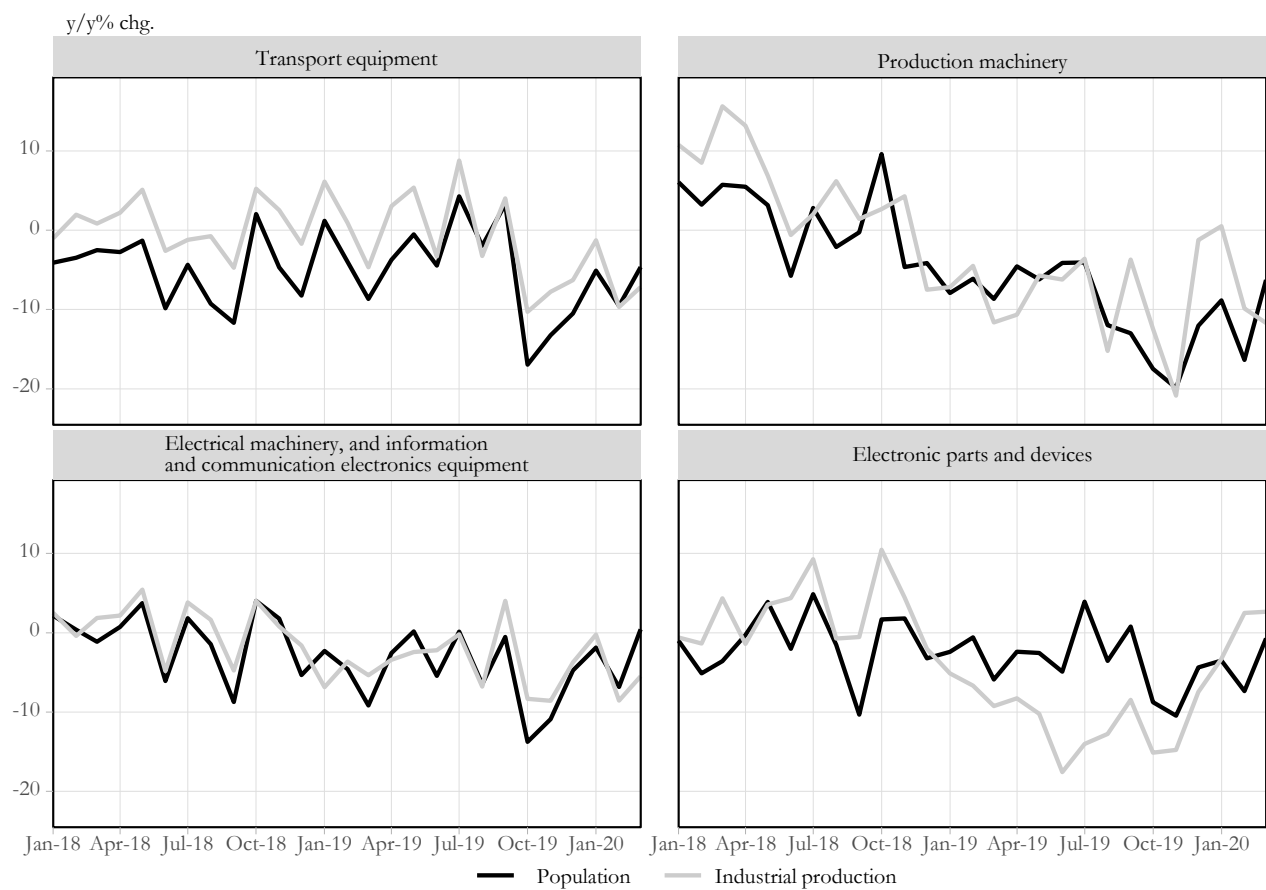 y/y% chg.
Transport equipment
Production machinery
10
0
-10
-20
Electrical machinery, and information
and communication electronics equipment
Electronic parts and devices
10
0
-10
-20
Jan-18 Apr-18 Jul-18 Oct-18 Jan-19 Apr-19 Jul-19 Oct-19 Jan-20
Jan-18 Apr-18 Jul-18 Oct-18 Jan-19 Apr-19 Jul-19 Oct-19 Jan-20
Population Industrial production